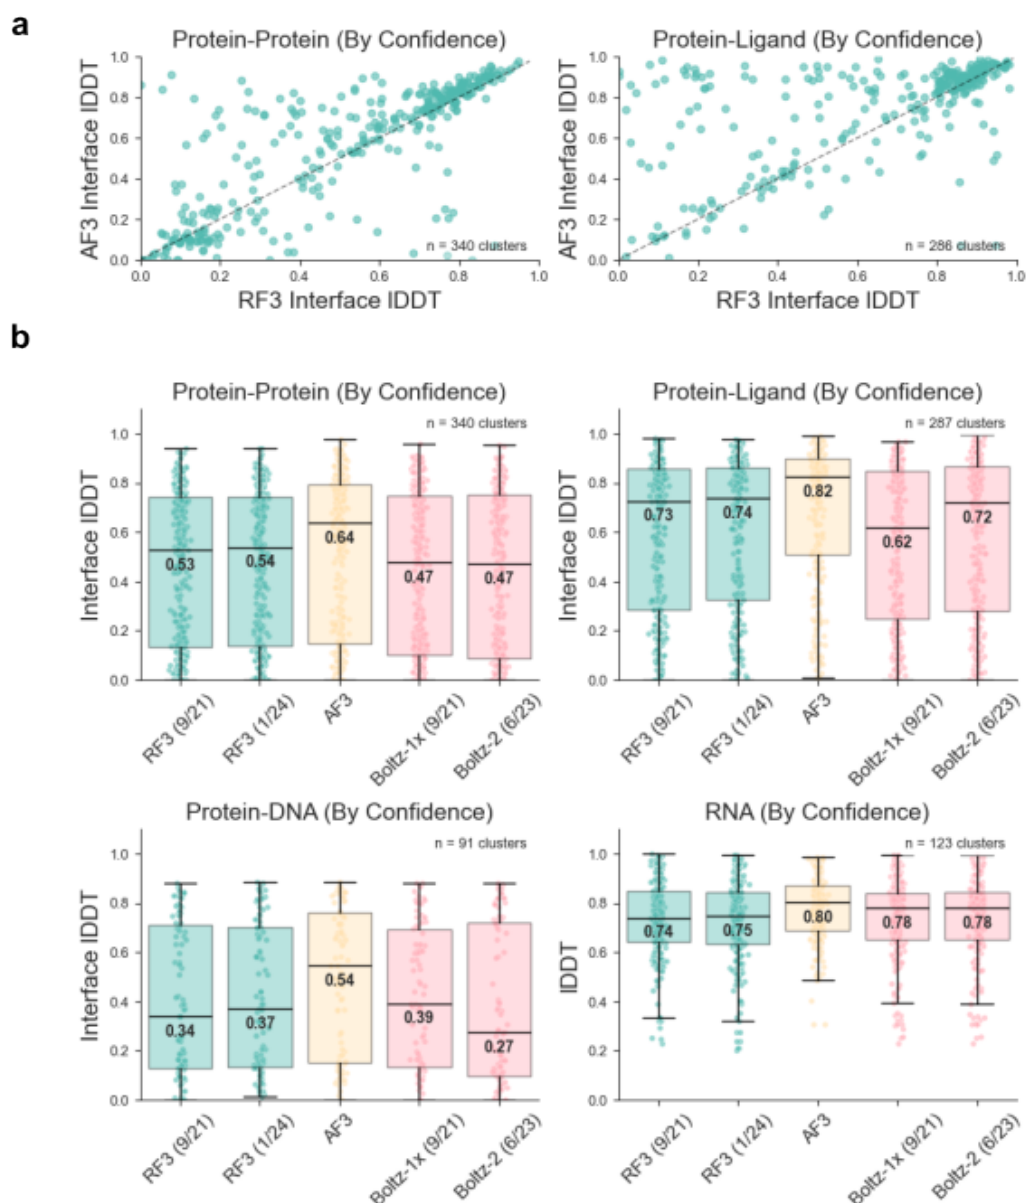 a
Protein-Protein (By Confidence)
AF3 Interface lDDT
1.0
0.8
0.6
0.4
0.2
0.0
n = 340 clusters
0.0 0.2 0.4 0.6 0.8 1.0
RF3 Interface lDDT
Protein-Ligand (By Confidence)
AF3 Interface lDDT
1.0
0.8
0.6
0.4
0.2
0.0
n = 286 clusters
0.0 0.2 0.4 0.6 0.8 1.0
RF3 Interface lDDT
b
Protein-Protein (By Confidence)
n = 340 clusters
Interface lDDT
1.0
0.8
0.6
0.4
0.2
0.0
0.53 0.54 0.64 0.47 0.47
RF3 (9/21) RF3 (1/24) AF3 Boltz-1x (9/21) Boltz-2 (6/23)
Protein-Ligand (By Confidence)
n = 287 clusters
Interface lDDT
1.0
0.8
0.6
0.4
0.2
0.0
0.73 0.74 0.82 0.62 0.72
RF3 (9/21) RF3 (1/24) AF3 Boltz-1x (9/21) Boltz-2 (6/23)
Protein-DNA (By Confidence)
n = 91 clusters
Interface lDDT
1.0
0.8
0.6
0.4
0.2
0.0
0.34 0.37 0.54 0.39 0.27
RF3 (9/21) RF3 (1/24) AF3 Boltz-1x (9/21) Boltz-2 (6/23)
RNA (By Confidence)
n = 123 clusters
lDDT
1.0
0.8
0.6
0.4
0.2
0.0
0.74 0.75 0.80 0.78 0.78
RF3 (9/21) RF3 (1/24) AF3 Boltz-1x (9/21) Boltz-2 (6/23)